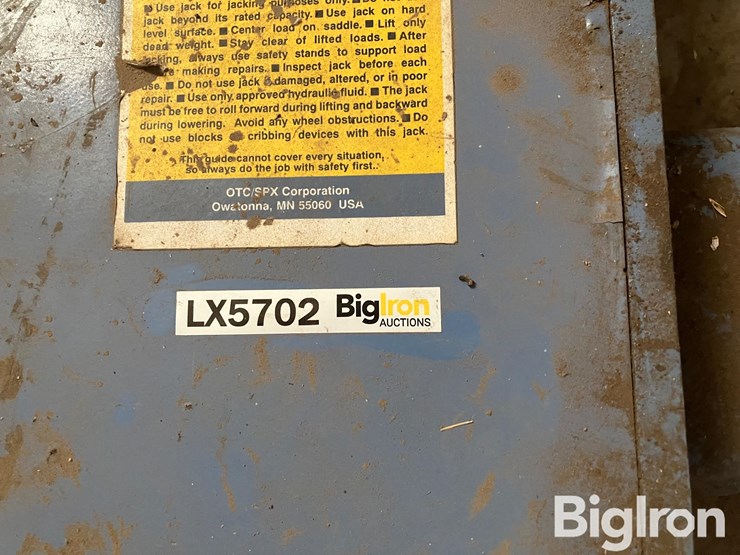 ■ Use jack for jacking purposes only. ■ Do not
jack beyond its rated capacity. ■ Use jack on hard
level surface. ■ Center load on saddle. ■ Lift only
dead weight. ■ Stay clear of lifted loads. ■ After
jacking, always use safety stands to support load
making repairs. ■ Inspect jack before each
use. ■ Do not use jack if damaged, altered, or in poor
repair. ■ Use only approved hydraulic fluid. ■ The jack
must be free to roll forward during lifting and backward
during lowering. Avoid any wheel obstructions. ■ Do
not use blocks or cribbing devices with this jack.
This guide cannot cover every situation,
so always do the job with safety first.
OTC/SPX Corporation
Owatonna, MN 55060 USA
LX5702 BigIron
AUCTIONS
BigIron